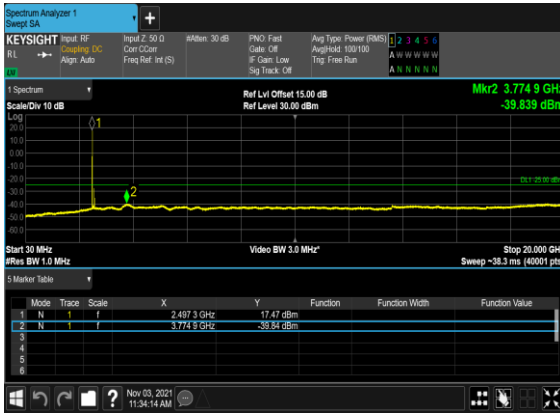 Spectrum Analyzer 1
Swept SA
+
KEYSIGHT Input: RF Input Z: 50 Ω #Atten: 30 dB PNO: Fast Avg Type: Power (RMS) 1 2 3 4 5 6
RL Coupling: DC Corr CCorr Gate: Off Avg|Hold: 100/100 A W W W W W
Align: Auto Freq Ref: Int (S) IF Gain: Low Trig: Free Run
Sig Track: Off A N N N N N
1 Spectrum Ref Lvl Offset 15.00 dB Mkr2 3.774 9 GHz
Scale/Div 10 dB Ref Level 30.00 dBm -39.839 dBm
Log
20.0
10.0
0.00
-10.0
-20.0
-30.0
-40.0
-50.0
-60.0
1
2
DL1 -25.00 dBm
Start 30 MHz Video BW 3.0 MHz* Stop 20.000 GHz
#Res BW 1.0 MHz Sweep ~38.3 ms (40001 pts)
5 Marker Table
Mode Trace Scale X Y Function Function Width Function Value
1 N 1 f 2.497 3 GHz 17.47 dBm
2 N 1 f 3.774 9 GHz -39.84 dBm
3
4
5
6
? Nov 03, 2021
11:34:14 AM